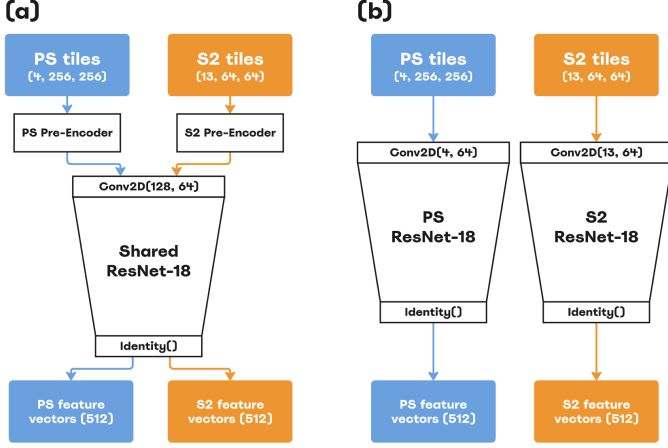 (a)
PS tiles
(4, 256, 256)
S2 tiles
(13, 64, 64)
PS Pre-Encoder
S2 Pre-Encoder
Conv2D(128, 64)
Shared
ResNet-18
Identity()
PS feature
vectors (512)
S2 feature
vectors (512)
(b)
PS tiles
(4, 256, 256)
S2 tiles
(13, 64, 64)
Conv2D(4, 64)
Conv2D(13, 64)
PS
ResNet-18
S2
ResNet-18
Identity()
Identity()
PS feature
vectors (512)
S2 feature
vectors (512)